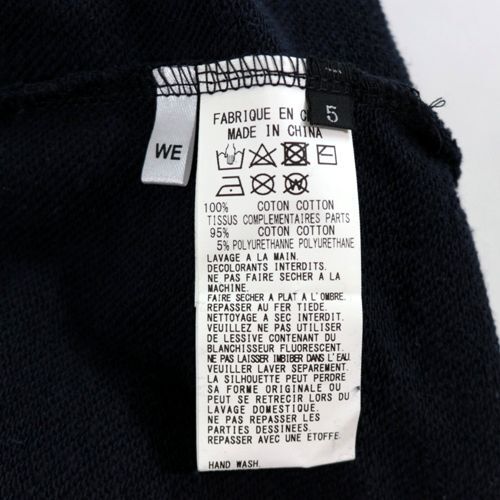 WE
5
FABRIQUE EN
MADE IN CHINA
100% COTON COTTON
TISSUS COMPLEMENTAIRES PARTS
95% COTON COTTON
5% POLYURETHANNE POLYURETHANE
LAVAGE A LA MAIN.
DECOLORANTS INTERDITS.
NE PAS FAIRE SECHER A LA
MACHINE.
FAIRE SECHER A PLAT A L'OMBRE.
REPASSER AU FER TIEDE.
NETTOYAGE A SEC INTERDIT.
VEUILLEZ NE PAS UTILISER
DE LESSIVE CONTENANT DU
BLANCHISSEUR FLUORESCENT.
NE PAS LAISSER IMBIBER DANS L'EAU.
VEUILLER LAVER SEPAREMENT.
LA SILHOUETTE PEUT PERDRE
SA FORME ORIGINALE OU
PEUT SE RETRECIR LORS DU
LAVAGE DOMESTIQUE.
NE PAS REPASSER LES
PARTIES DESSINEES.
REPASSER AVEC UNE ETOFFE.
HAND WASH.